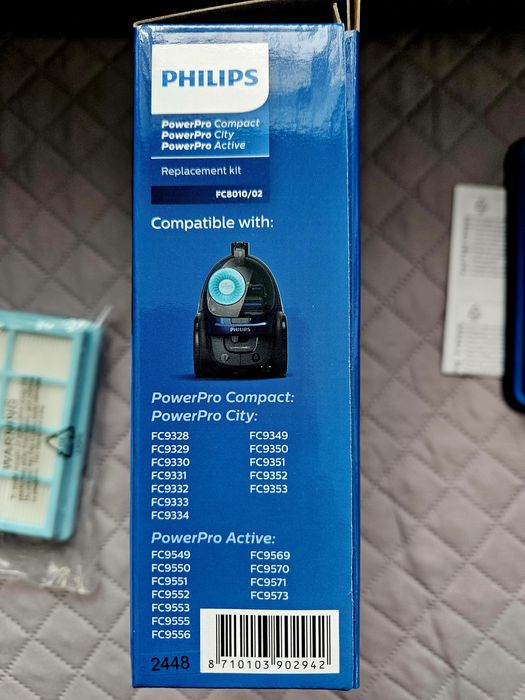 PHILIPS
PowerPro Compact
PowerPro City
PowerPro Active
Replacement kit
FC8010/02
Compatible with:
PHILIPS
PowerPro Compact:
PowerPro City:
FC9328 FC9349
FC9329 FC9350
FC9330 FC9351
FC9331 FC9352
FC9332 FC9353
FC9333
FC9334
PowerPro Active:
FC9549 FC9569
FC9550 FC9570
FC9551 FC9571
FC9552 FC9573
FC9553
FC9555
FC9556
2448
8 710103 902942
WARNING